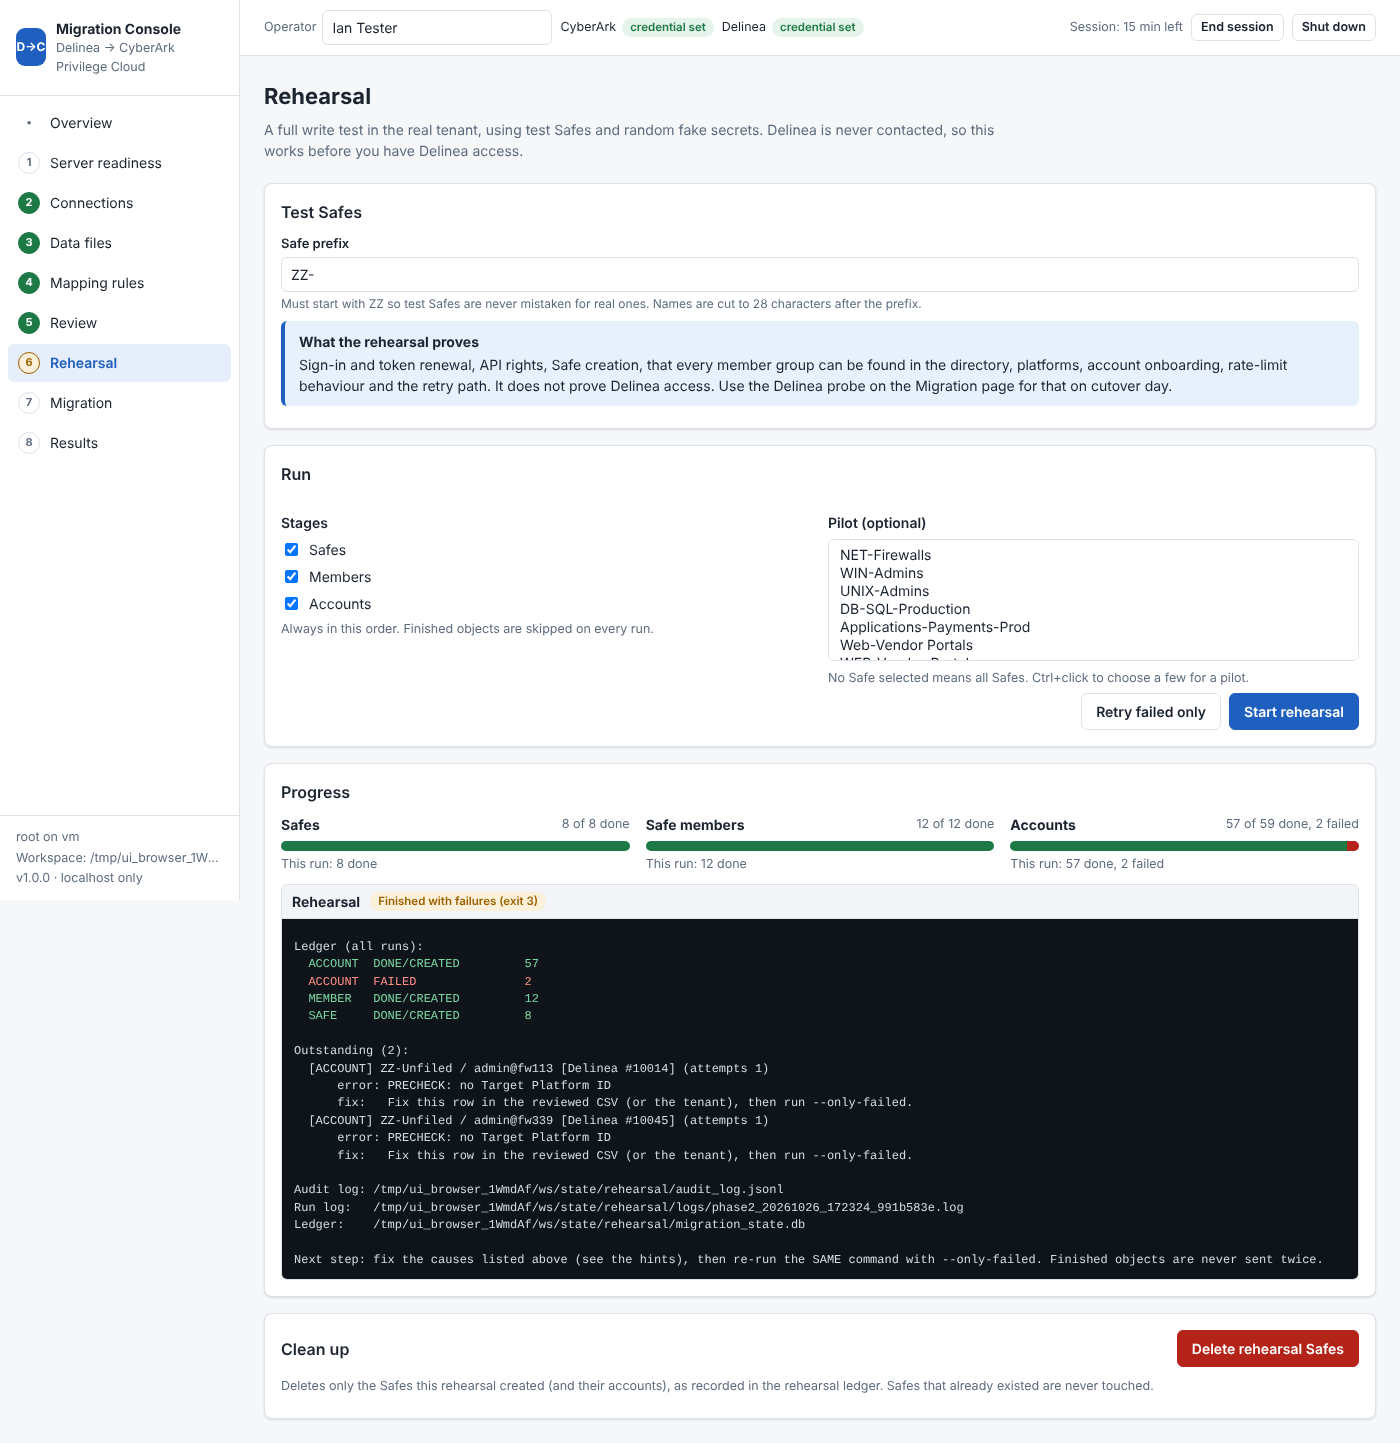 D→C
Migration Console
Delinea → CyberArk
Privilege Cloud
Overview
1 Server readiness
2 Connections
3 Data files
4 Mapping rules
5 Review
6 Rehearsal
7 Migration
8 Results
root on vm
Workspace: /tmp/ui_browser_1W...
v1.0.0 · localhost only
Operator Ian Tester CyberArk credential set Delinea credential set Session: 15 min left End session Shut down
Rehearsal
A full write test in the real tenant, using test Safes and random fake secrets. Delinea is never contacted, so this
works before you have Delinea access.
Test Safes
Safe prefix
ZZ-
Must start with ZZ so test Safes are never mistaken for real ones. Names are cut to 28 characters after the prefix.
What the rehearsal proves
Sign-in and token renewal, API rights, Safe creation, that every member group can be found in the directory, platforms, account onboarding, rate-limit
behaviour and the retry path. It does not prove Delinea access. Use the Delinea probe on the Migration page for that on cutover day.
Run
Stages
Safes
Members
Accounts
Always in this order. Finished objects are skipped on every run.
Pilot (optional)
NET-Firewalls
WIN-Admins
UNIX-Admins
DB-SQL-Production
Applications-Payments-Prod
Web-Vendor Portals
No Safe selected means all Safes. Ctrl+click to choose a few for a pilot.
Retry failed only Start rehearsal
Progress
Safes 8 of 8 done
This run: 8 done
Safe members 12 of 12 done
This run: 12 done
Accounts 57 of 59 done, 2 failed
This run: 57 done, 2 failed
Rehearsal Finished with failures (exit 3)
Ledger (all runs):
ACCOUNT DONE/CREATED 57
ACCOUNT FAILED 2
MEMBER DONE/CREATED 12
SAFE DONE/CREATED 8
Outstanding (2):
[ACCOUNT] ZZ-Unfiled / admin@fw113 [Delinea #10014] (attempts 1)
error: PRECHECK: no Target Platform ID
fix: Fix this row in the reviewed CSV (or the tenant), then run --only-failed.
[ACCOUNT] ZZ-Unfiled / admin@fw339 [Delinea #10045] (attempts 1)
error: PRECHECK: no Target Platform ID
fix: Fix this row in the reviewed CSV (or the tenant), then run --only-failed.
Audit log: /tmp/ui_browser_1WmdAf/ws/state/rehearsal/audit_log.jsonl
Run log: /tmp/ui_browser_1WmdAf/ws/state/rehearsal/logs/phase2_20261026_172324_991b583e.log
Ledger: /tmp/ui_browser_1WmdAf/ws/state/rehearsal/migration_state.db
Next step: fix the causes listed above (see the hints), then re-run the SAME command with --only-failed. Finished objects are never sent twice.
Clean up
Delete rehearsal Safes
Deletes only the Safes this rehearsal created (and their accounts), as recorded in the rehearsal ledger. Safes that already existed are never touched.